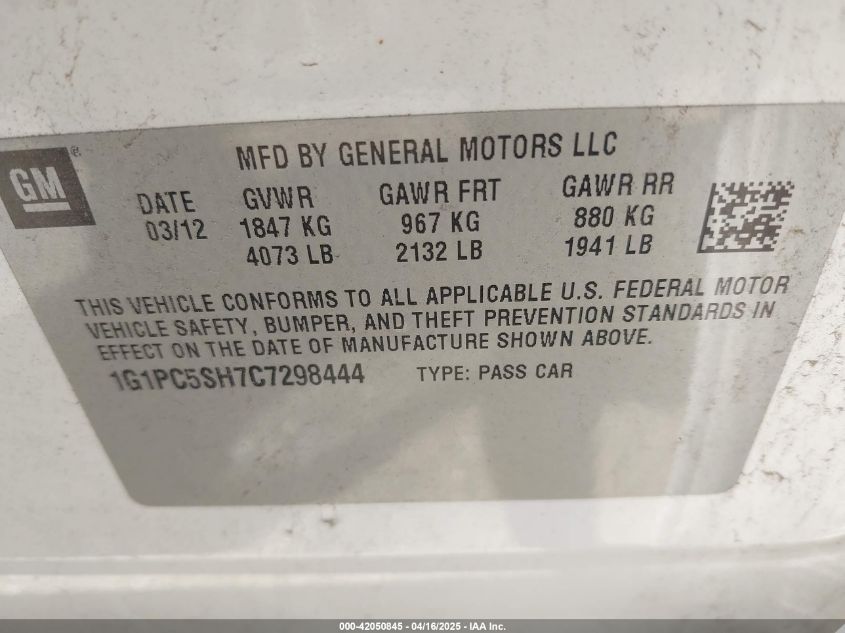 GM®
MFD BY GENERAL MOTORS LLC
DATE GVWR GAWR FRT GAWR RR
03/12 1847 KG 967 KG 880 KG
4073 LB 2132 LB 1941 LB
THIS VEHICLE CONFORMS TO ALL APPLICABLE U.S. FEDERAL MOTOR
VEHICLE SAFETY, BUMPER, AND THEFT PREVENTION STANDARDS IN
EFFECT ON THE DATE OF MANUFACTURE SHOWN ABOVE.
1G1PC5SH7C7298444 TYPE: PASS CAR
000-42050845 - 04/16/2025 - IAA Inc.